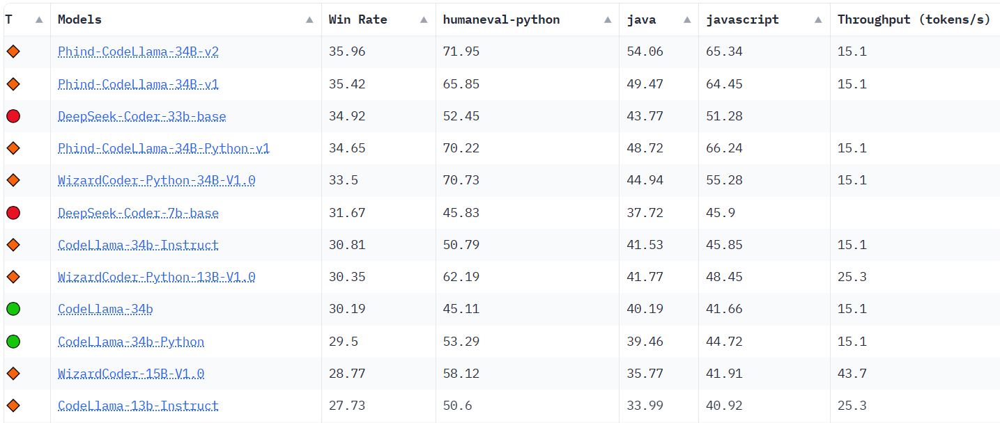 T Models Win Rate humaneval-python java javascript Throughput (tokens/s)
Phind-CodeLlama-34B-v2 35.96 71.95 54.06 65.34 15.1
Phind-CodeLlama-34B-v1 35.42 65.85 49.47 64.45 15.1
DeepSeek-Coder-33b-base 34.92 52.45 43.77 51.28
Phind-CodeLlama-34B-Python-v1 34.65 70.22 48.72 66.24 15.1
WizardCoder-Python-34B-V1.0 33.5 70.73 44.94 55.28 15.1
DeepSeek-Coder-7b-base 31.67 45.83 37.72 45.9
CodeLlama-34b-Instruct 30.81 50.79 41.53 45.85 15.1
WizardCoder-Python-13B-V1.0 30.35 62.19 41.77 48.45 25.3
CodeLlama-34b 30.19 45.11 40.19 41.66 15.1
CodeLlama-34b-Python 29.5 53.29 39.46 44.72 15.1
WizardCoder-15B-V1.0 28.77 58.12 35.77 41.91 43.7
CodeLlama-13b-Instruct 27.73 50.6 33.99 40.92 25.3